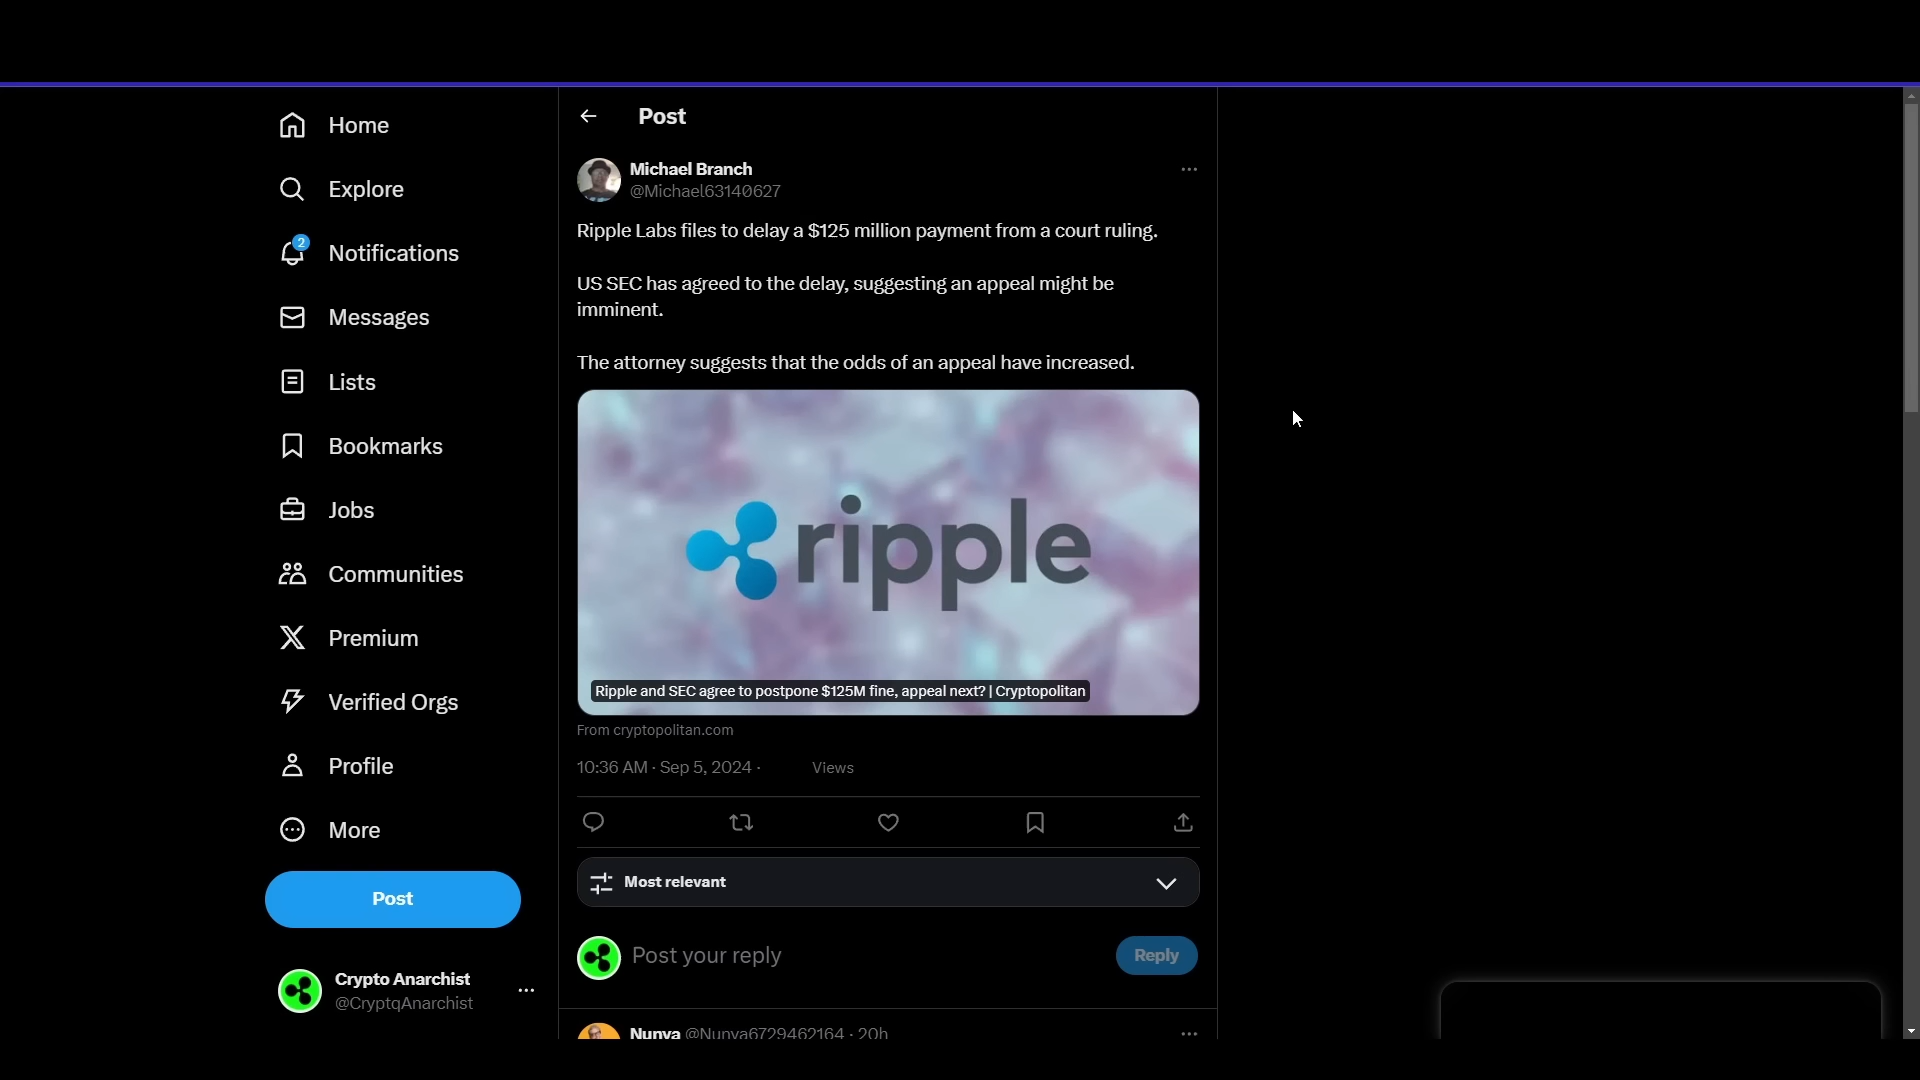 Home
Explore
2
Notifications
Messages
Lists
Bookmarks
Jobs
Communities
Premium
Verified Orgs
Profile
More
Post
Crypto Anarchist
@CryptqAnarchist
Post
Michael Branch
@Michael63140627
Ripple Labs files to delay a $125 million payment from a court ruling.
US SEC has agreed to the delay, suggesting an appeal might be
imminent.
The attorney suggests that the odds of an appeal have increased.
ripple
Ripple and SEC agree to postpone $125M fine, appeal next? | Cryptopolitan
From cryptopolitan.com
10:36 AM · Sep 5, 2024 · Views
Most relevant
Post your reply
Reply
Nunya @Nunya6729462164 · 20h